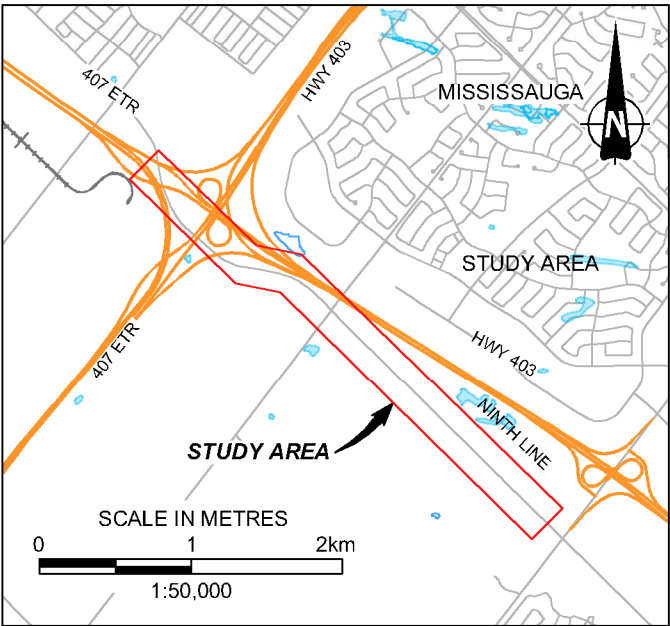 407 ETR
HWY 403
MISSISSAUGA
N
STUDY AREA
HWY 403
407 ETR
NINTH LINE
STUDY AREA
SCALE IN METRES
0 1 2km
1:50,000